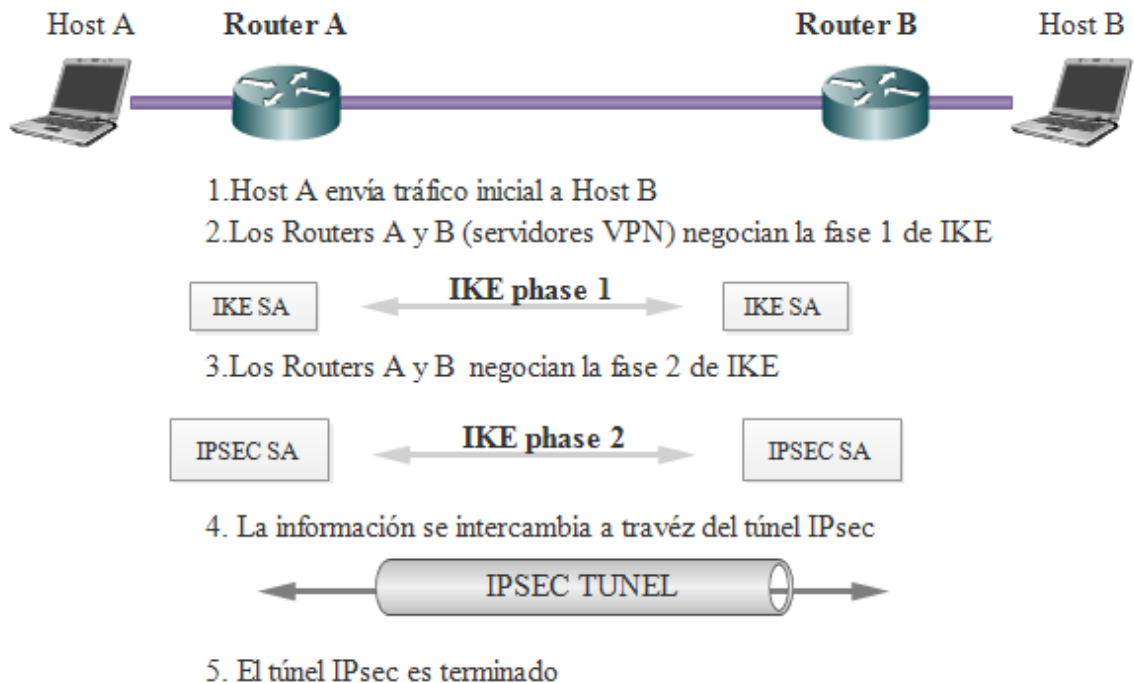 Host A Router A Router B Host B
1.Host A envía tráfico inicial a Host B
2.Los Routers A y B (servidores VPN) negocian la fase 1 de IKE
IKE SA IKE phase 1 IKE SA
3.Los Routers A y B negocian la fase 2 de IKE
IPSEC SA IKE phase 2 IPSEC SA
4. La información se intercambia a travéz del túnel IPsec
IPSEC TUNEL
5. El túnel IPsec es terminado